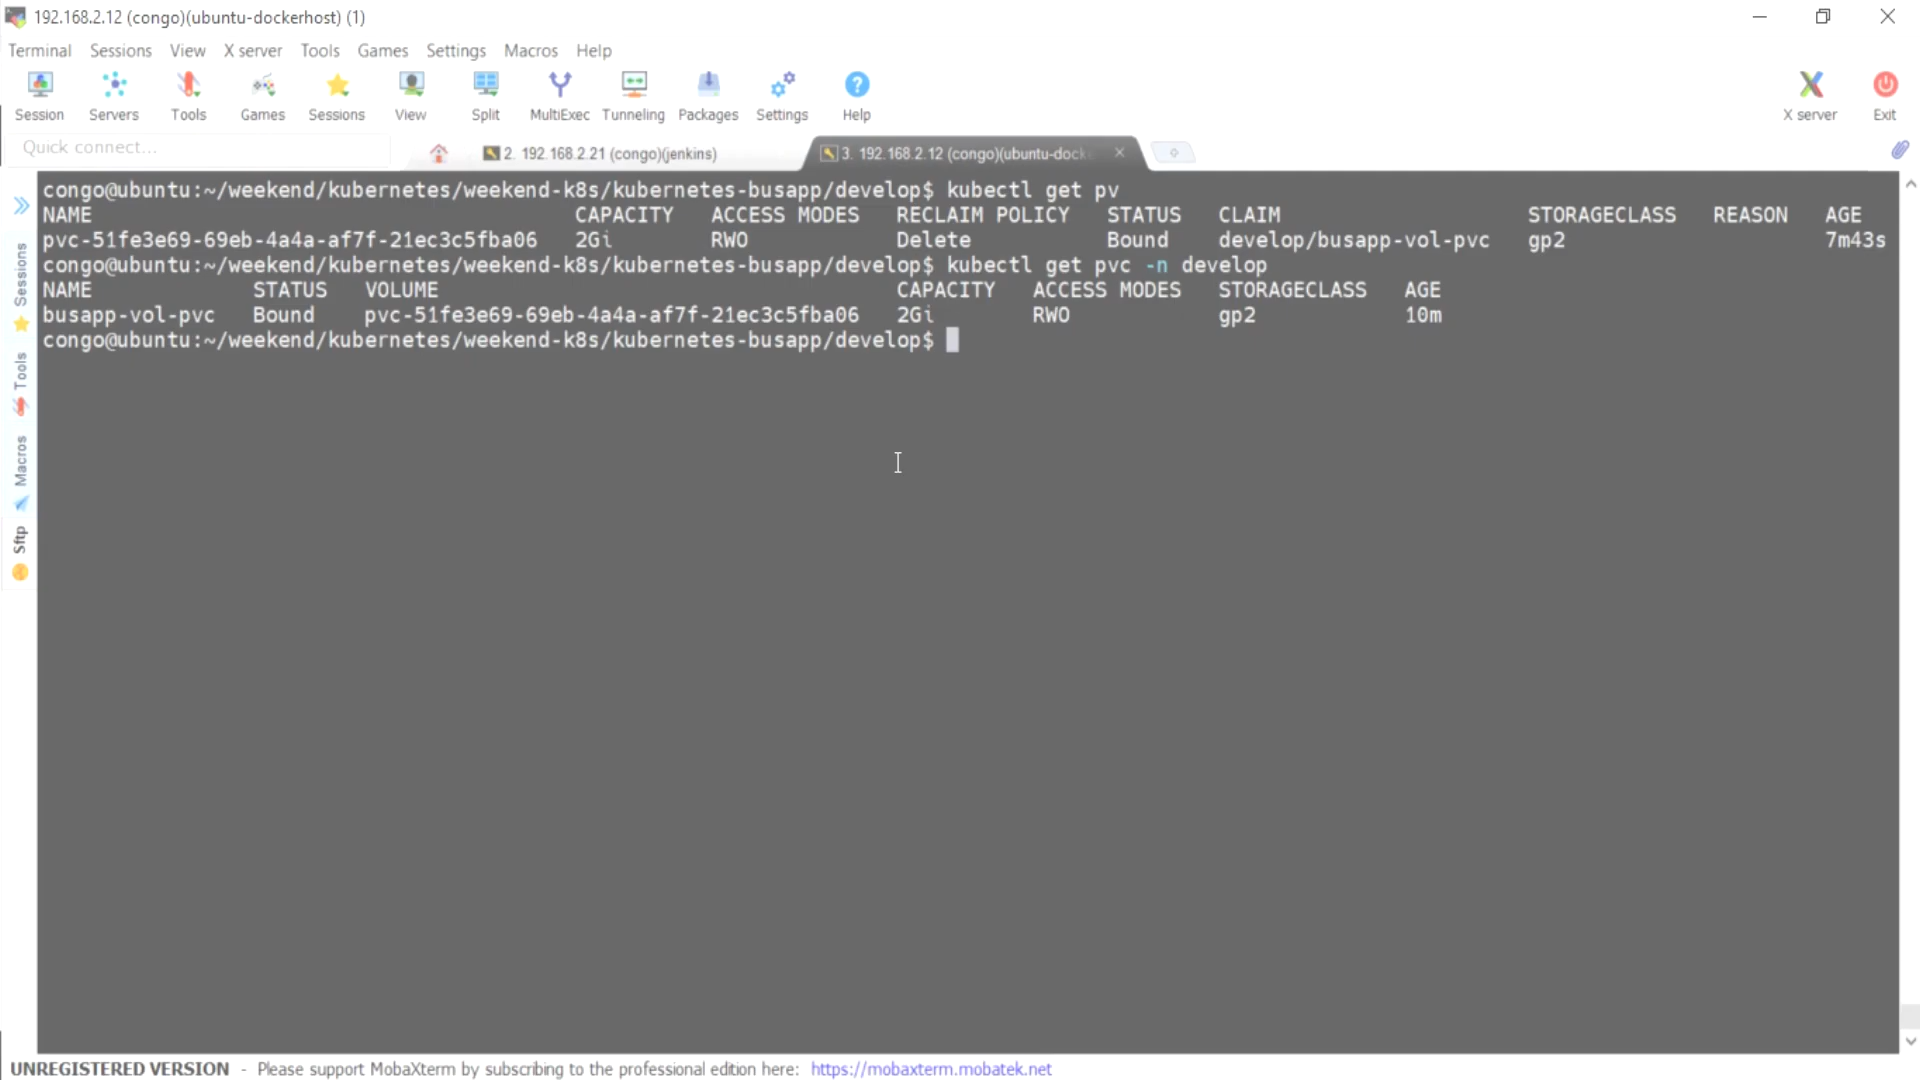 192.168.2.12 (congo)(ubuntu-dockerhost) (1)
Terminal Sessions View X server Tools Games Settings Macros Help
Session Servers Tools Games Sessions View Split MultiExec Tunneling Packages Settings Help X server Exit
Quick connect...
2. 192.168.2.21 (congo)(jenkins)
3. 192.168.2.12 (congo)(ubuntu-dock
congo@ubuntu:~/weekend/kubernetes/weekend-k8s/kubernetes-busapp/develop$ kubectl get pv
NAME CAPACITY ACCESS MODES RECLAIM POLICY STATUS CLAIM STORAGECLASS REASON AGE
pvc-51fe3e69-69eb-4a4a-af7f-21ec3c5fba06 2Gi RWO Delete Bound develop/busapp-vol-pvc gp2 7m43s
congo@ubuntu:~/weekend/kubernetes/weekend-k8s/kubernetes-busapp/develop$ kubectl get pvc -n develop
NAME STATUS VOLUME CAPACITY ACCESS MODES STORAGECLASS AGE
busapp-vol-pvc Bound pvc-51fe3e69-69eb-4a4a-af7f-21ec3c5fba06 2Gi RWO gp2 10m
congo@ubuntu:~/weekend/kubernetes/weekend-k8s/kubernetes-busapp/develop$
Sessions
Tools
Macros
Sftp
UNREGISTERED VERSION - Please support MobaXterm by subscribing to the professional edition here: https://mobaxterm.mobatek.net